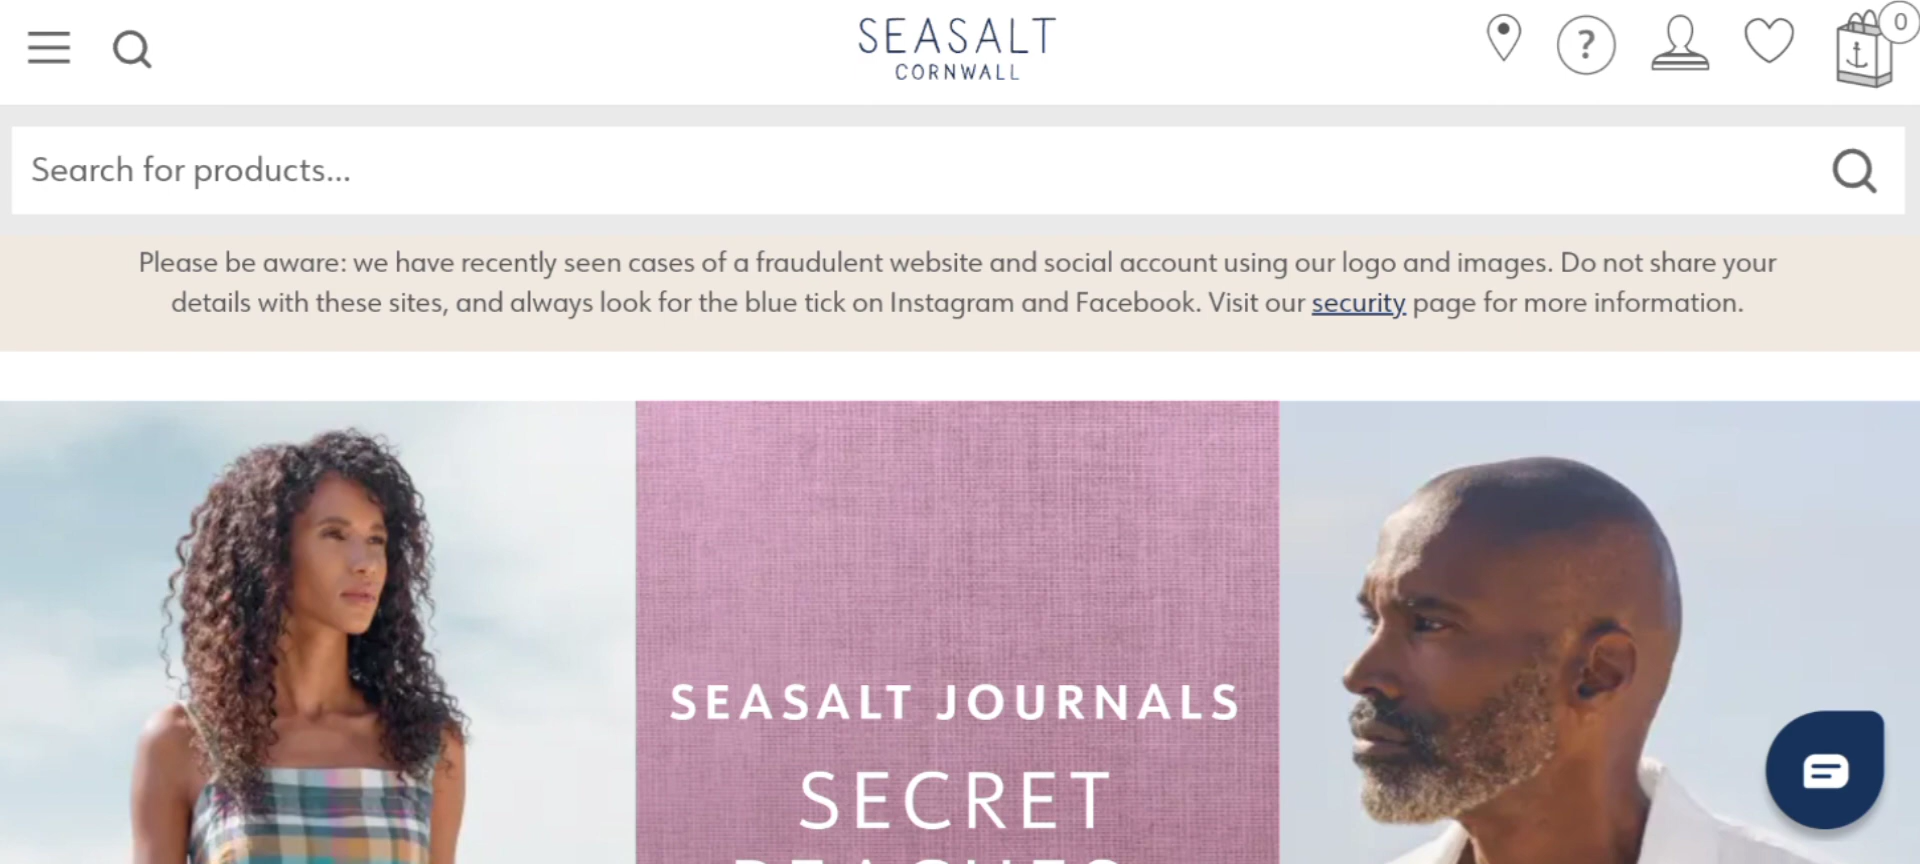 SEASALT
CORNWALL
?
0
Search for products...
Please be aware: we have recently seen cases of a fraudulent website and social account using our logo and images. Do not share your
details with these sites, and always look for the blue tick on Instagram and Facebook. Visit our security page for more information.
SEASALT JOURNALS
SECRET